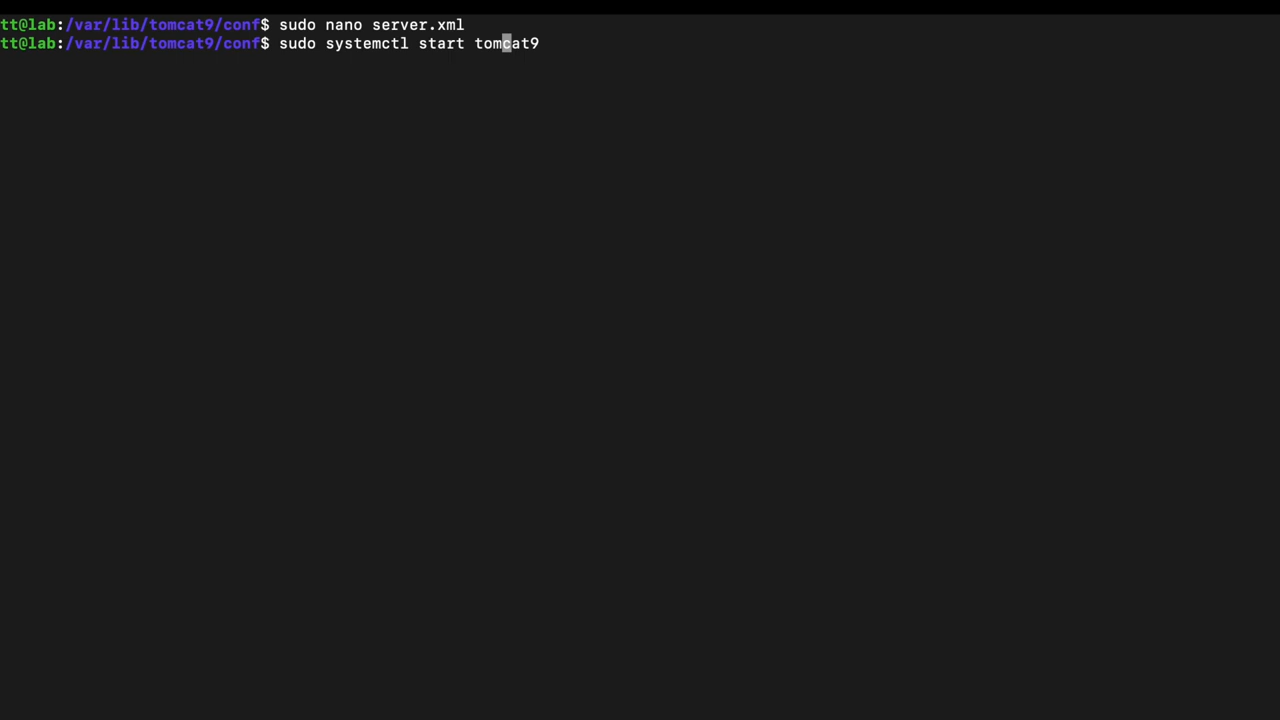 tt@lab:/var/lib/tomcat9/conf$ sudo nano server.xml
tt@lab:/var/lib/tomcat9/conf$ sudo systemctl start tomcat9